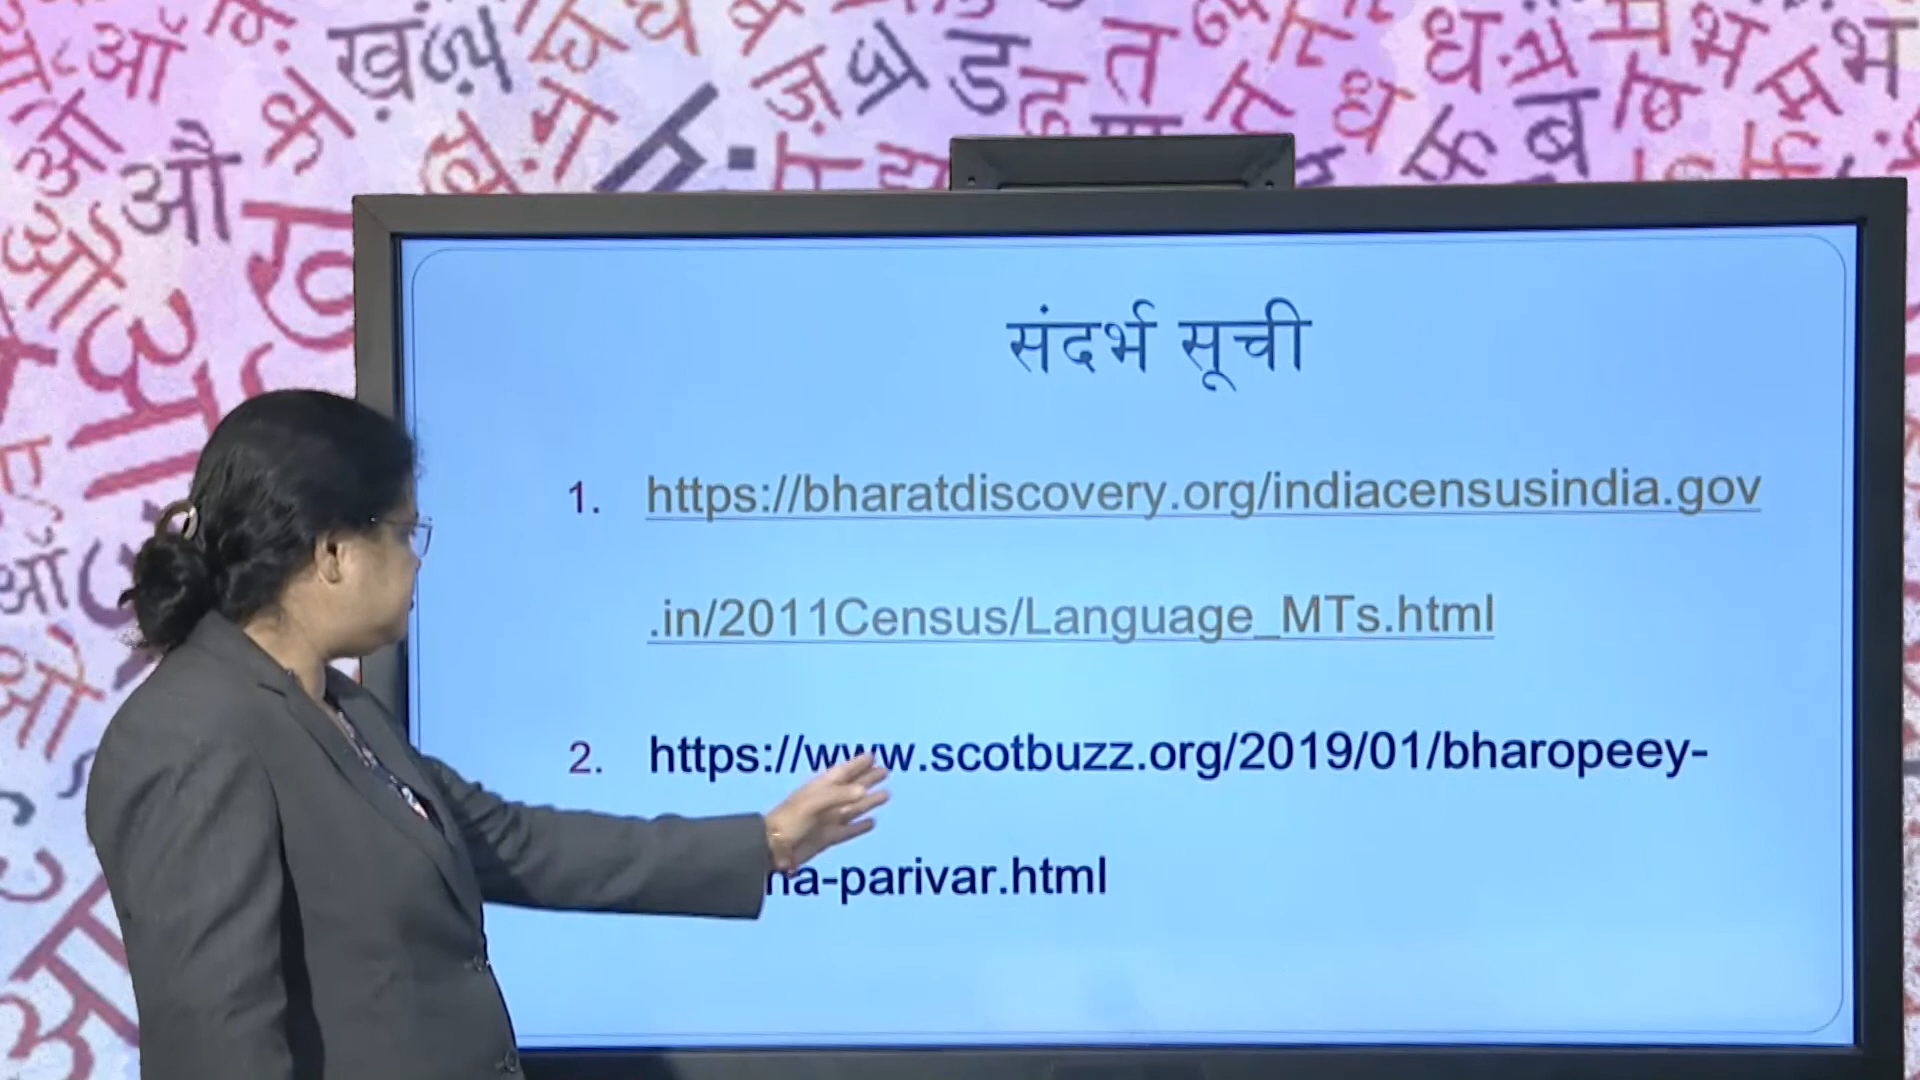 संदर्भ सूची
1. https://bharatdiscovery.org/indiacensusindia.gov
.in/2011Census/Language_MTs.html
2. https://www.scotbuzz.org/2019/01/bharopeey-
-parivar.html